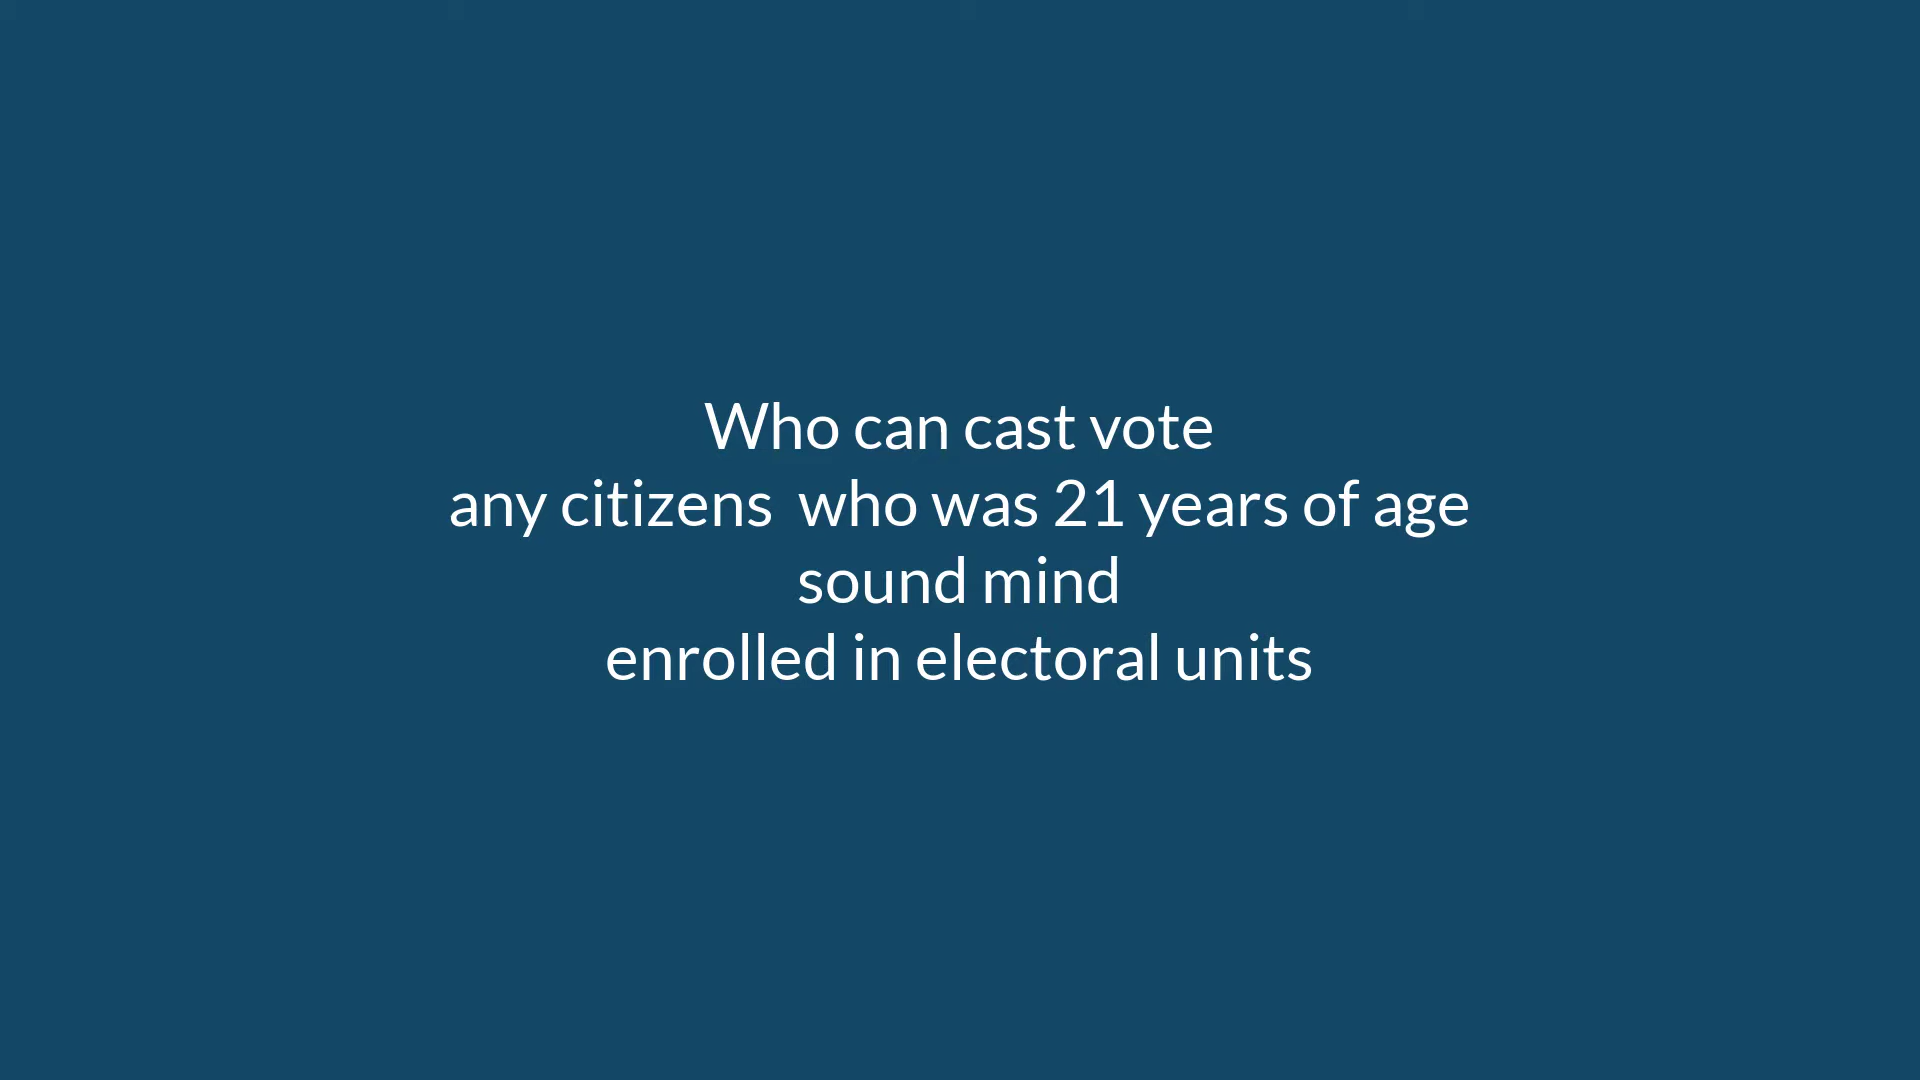 Who can cast vote
any citizens  who was 21 years of age
sound mind
enrolled in electoral units